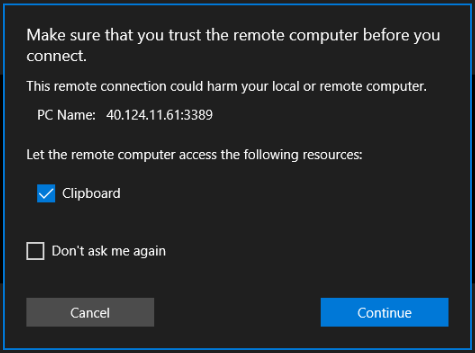 Make sure that you trust the remote computer before you
connect.
This remote connection could harm your local or remote computer.
PC Name: 40.124.11.61:3389
Let the remote computer access the following resources:
Clipboard
Don't ask me again
Cancel Continue